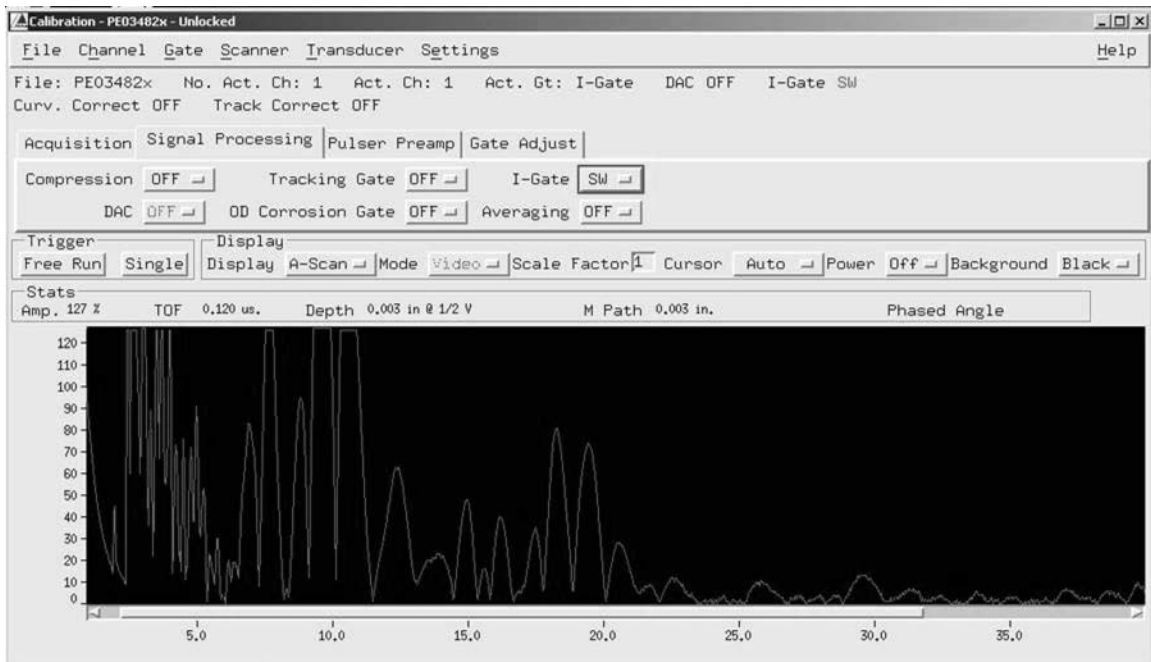 Calibration - PE03482x - Unlocked
File Channel Gate Scanner Transducer Settings Help
File: PE03482x No. Act. Ch: 1 Act. Ch: 1 Act. Gt: I-Gate DAC OFF I-Gate SW
Curv. Correct OFF Track Correct OFF
Acquisition Signal Processing Pulser Preamp Gate Adjust
Compression OFF Tracking Gate OFF I-Gate SW
DAC OFF OD Corrosion Gate OFF Averaging OFF
Trigger Display
Free Run Single Display A-Scan Mode Video Scale Factor 1 Cursor Auto Power Off Background Black
Stats
Amp. 127 % TOF 0.120 us. Depth 0.003 in @ 1/2 V M Path 0.003 in. Phased Angle
120
110
100
90
80
70
60
50
40
30
20
10
0
5.0 10.0 15.0 20.0 25.0 30.0 35.0